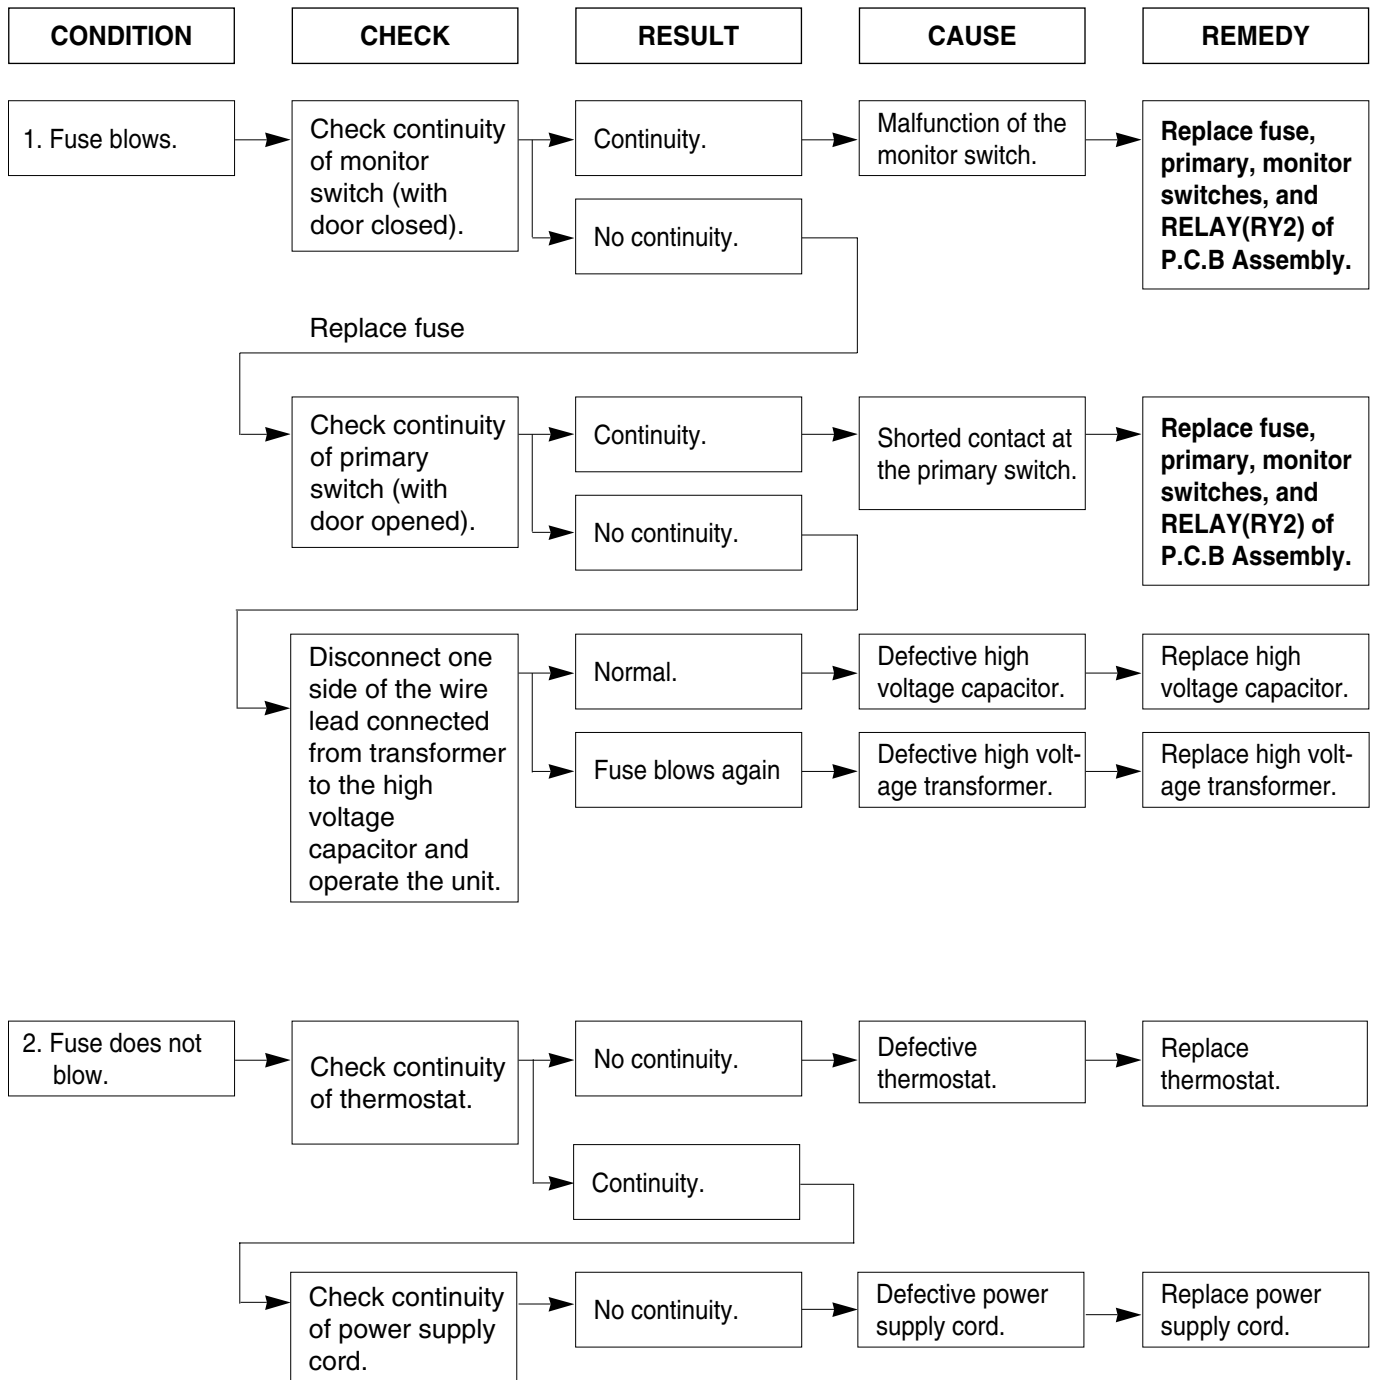 CONDITION
CHECK
RESULT
CAUSE
REMEDY
1. Fuse blows.
Check continuity
of monitor
switch (with
door closed).
Continuity.
Malfunction of the
monitor switch.
Replace fuse,
primary, monitor
switches, and
RELAY(RY2) of
P.C.B Assembly.
No continuity.
Replace fuse
Check continuity
of primary
switch (with
door opened).
Continuity.
Shorted contact at
the primary switch.
Replace fuse,
primary, monitor
switches, and
RELAY(RY2) of
P.C.B Assembly.
No continuity.
Disconnect one
side of the wire
lead connected
from transformer
to the high
voltage
capacitor and
operate the unit.
Normal.
Defective high
voltage capacitor.
Replace high
voltage capacitor.
Fuse blows again
Defective high volt-
age transformer.
Replace high volt-
age transformer.
2. Fuse does not
blow.
Check continuity
of thermostat.
No continuity.
Defective
thermostat.
Replace
thermostat.
Continuity.
Check continuity
of power supply
cord.
No continuity.
Defective power
supply cord.
Replace power
supply cord.